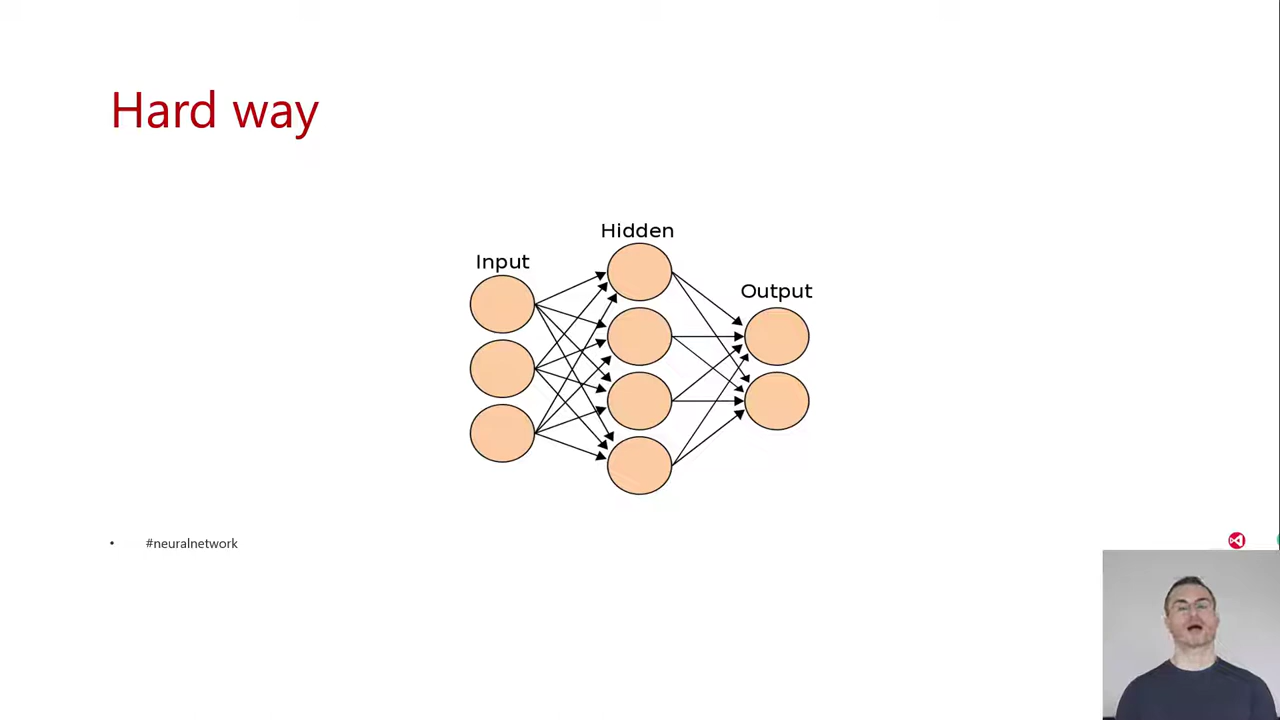 Hard way
Hidden
Input
Output
• #neuralnetwork